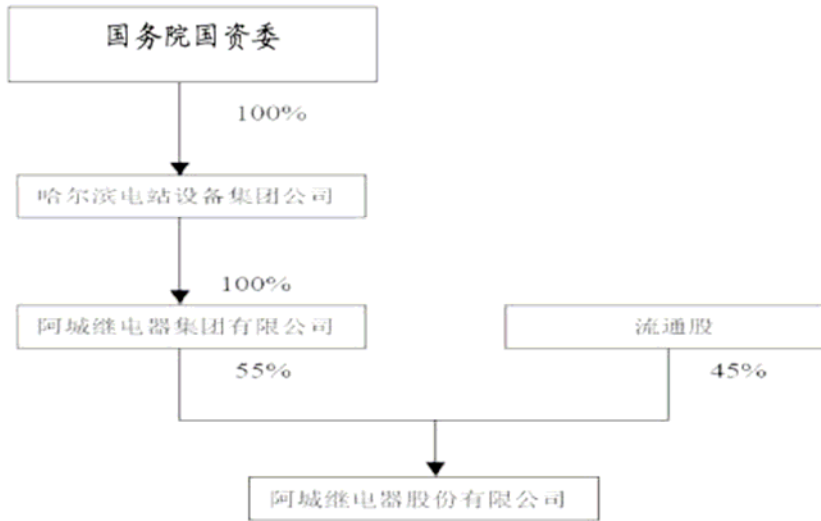 国务院国资委
100%
哈尔滨电站设备集团公司
100%
阿城继电器集团有限公司
流通股
55%
45%
阿城继电器股份有限公司